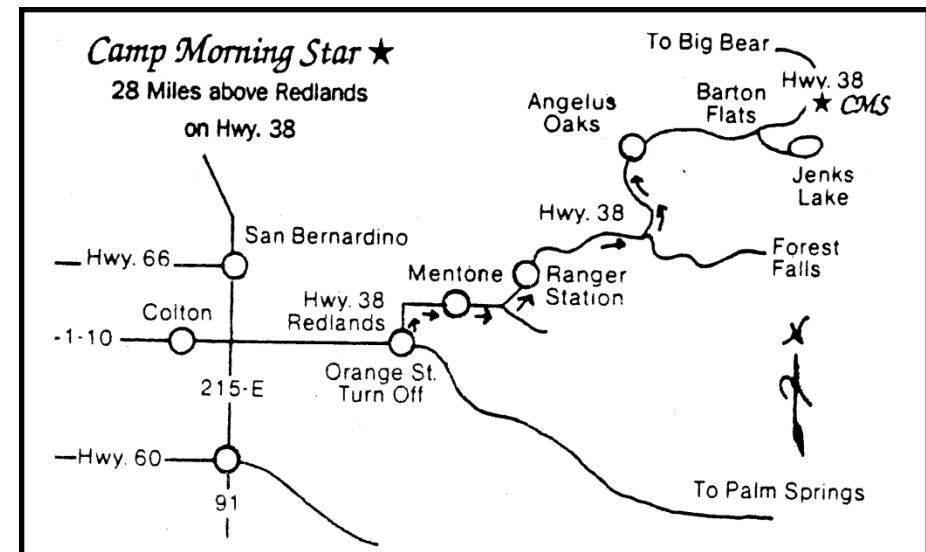 Camp Morning Star ★
28 Miles above Redlands
on Hwy. 38
To Big Bear
Hwy. 38
★ CMS
Barton
Flats
Angelus
Oaks
Jenks
Lake
Hwy. 38
San Bernardino
Hwy. 66
Forest
Falls
Mentone
Ranger
Station
Hwy. 38
Redlands
Colton
-1-10
Orange St.
Turn Off
215-E
Hwy. 60
91
To Palm Springs